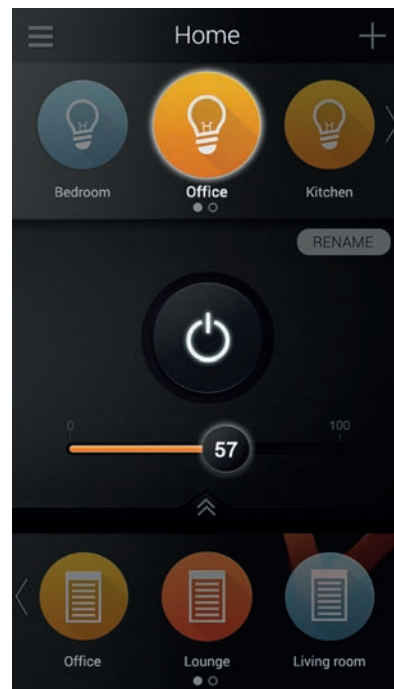 Home
Bedroom
Office
Kitchen
RENAME
0
100
57
Office
Lounge
Living room